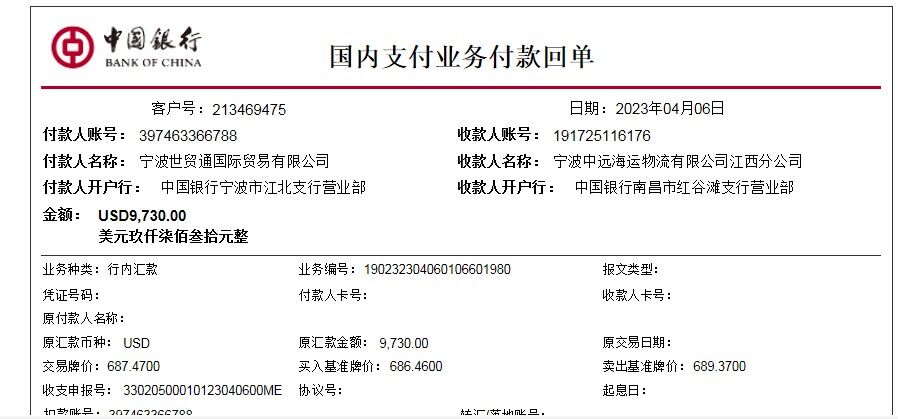 中国银行
BANK OF CHINA
国内支付业务付款回单
客户号：213469475 日期：2023年04月06日
付款人账号：397463366788 收款人账号：191725116176
付款人名称：宁波世贸通国际贸易有限公司 收款人名称：宁波中远海运物流有限公司江西分公司
付款人开户行：中国银行宁波市江北支行营业部 收款人开户行：中国银行南昌市红谷滩支行营业部
金额：USD9,730.00
美元玖仟柒佰叁拾元整
业务种类：行内汇款 业务编号：190232304060106601980 报文类型：
凭证号码： 付款人卡号： 收款人卡号：
原付款人名称：
原汇款币种：USD 原汇款金额：9,730.00 原交易日期：
交易牌价：687.4700 买入基准牌价：686.4600 卖出基准牌价：689.3700
收支申报号：33020500010123040600ME 协议号： 起息日：
扣款账号：397463366788 转汇/落地账号：